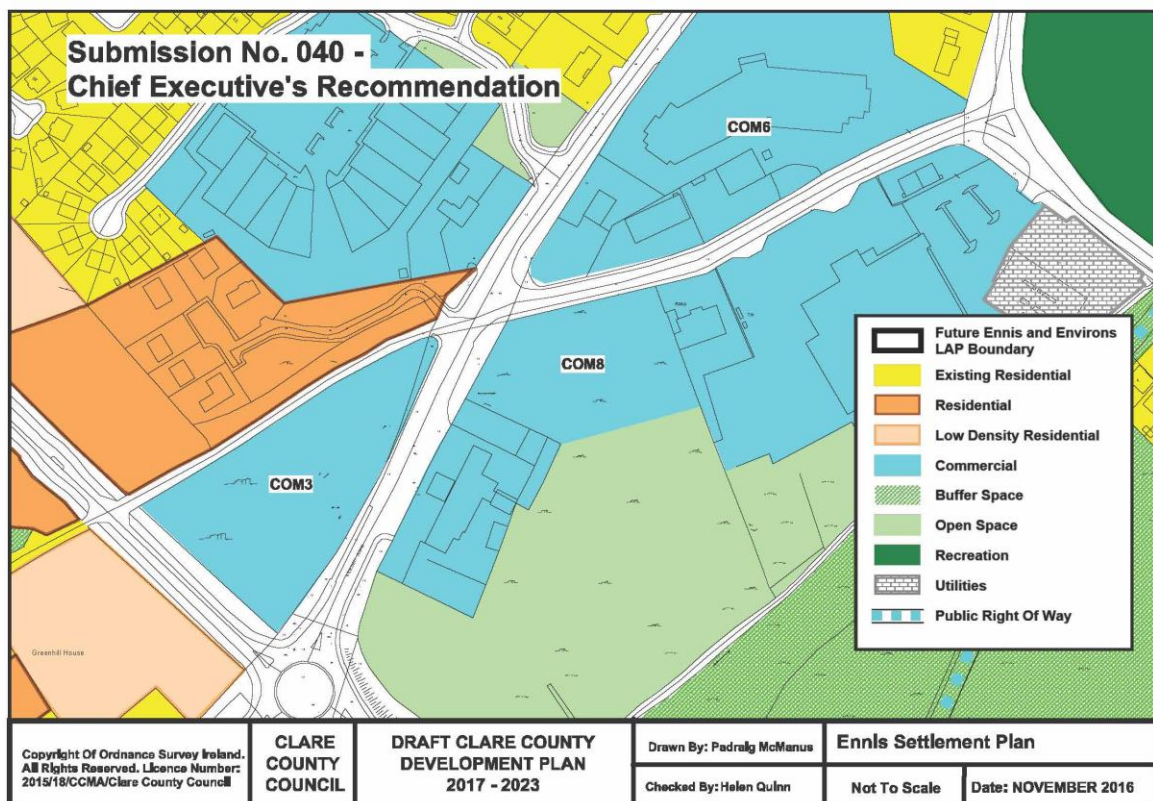 Submission No. 040 -
Chief Executive's Recommendation
COM6
COM8
COM3
Greenhill House
Future Ennis and Environs
LAP Boundary
Existing Residential
Residential
Low Density Residential
Commercial
Buffer Space
Open Space
Recreation
Utilities
Public Right Of Way
Copyright Of Ordnance Survey Ireland.
All Rights Reserved. Licence Number:
2015/18/CCMA/Clare County Council
CLARE
COUNTY
COUNCIL
DRAFT CLARE COUNTY
DEVELOPMENT PLAN
2017 - 2023
Drawn By: Padraig McManus
Checked By: Helen Quinn
Ennis Settlement Plan
Not To Scale
Date: NOVEMBER 2016